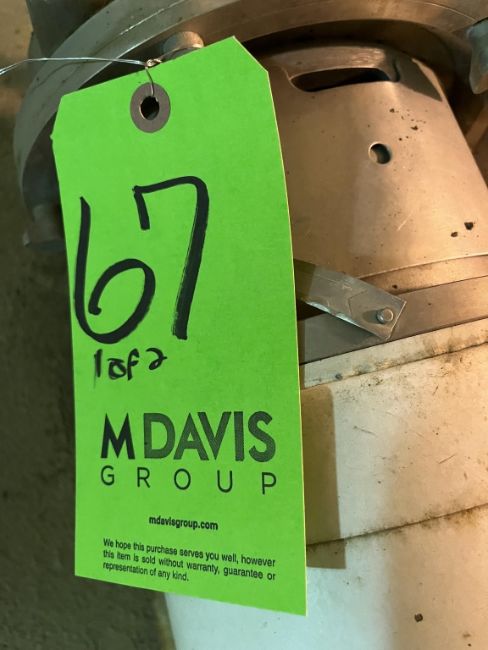 67
1 of 2
MDAVIS
GROUP
mdavisgroup.com
We hope this purchase serves you well, however
this item is sold without warranty, guarantee or
representation of any kind.